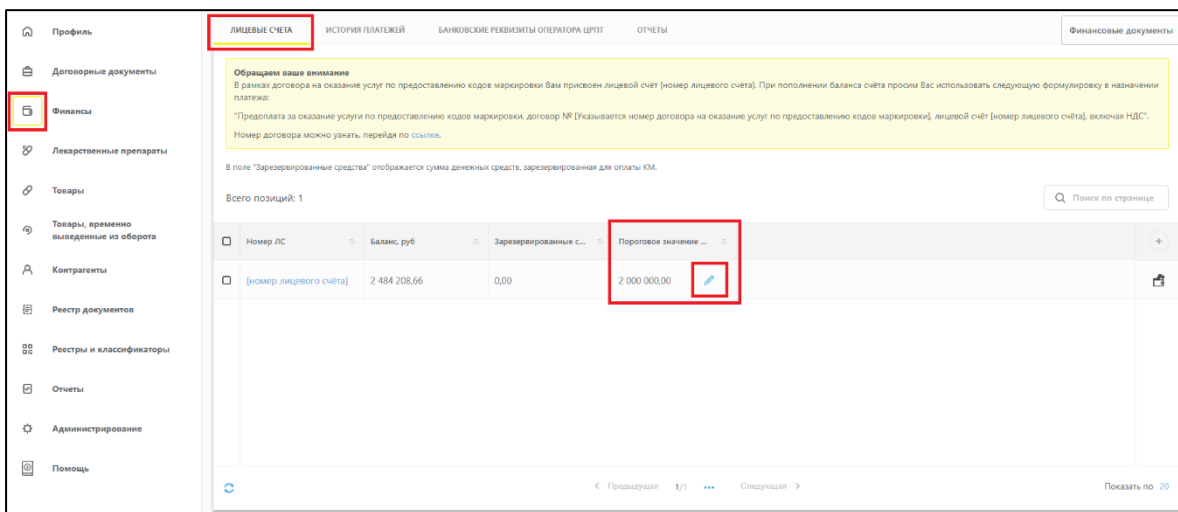 Профиль
Договорные документы
Финансы
Лекарственные препараты
Товары
Товары, временно
выведенные из оборота
Контрагенты
Реестр документов
Реестры и классификаторы
Отчеты
Администрирование
Помощь
ЛИЦЕВЫЕ СЧЕТА ИСТОРИЯ ПЛАТЕЖЕЙ БАНКОВСКИЕ РЕКВИЗИТЫ ОПЕРАТОРА ЦРПТ ОТЧЕТЫ
Финансовые документы
Обращаем ваше внимание
В рамках договора на оказание услуг по предоставлению кодов маркировки Вам присвоен лицевой счёт [номер лицевого счёта]. При пополнении баланса счёта просим Вас использовать следующую формулировку в назначении
платежа:
"Предоплата за оказание услуги по предоставлению кодов маркировки. договор № [Указывается номер договора на оказание услуг по предоставлению кодов маркировки], лицевой счёт [номер лицевого счёта], включая НДС".
Номер договора можно узнать, перейдя по ссылке.
В поле "Зарезервированные средства" отображается сумма денежных средств, зарезервированная для оплаты КМ.
Всего позиций: 1
Поиск по странице
Номер ЛС Баланс, руб Зарезервированные с... Пороговое значение ...
[номер лицевого счёта] 2 484 208,66 0,00 2 000 000,00
< Предыдущая 1/1 ••• Следующая >
Показать по 20